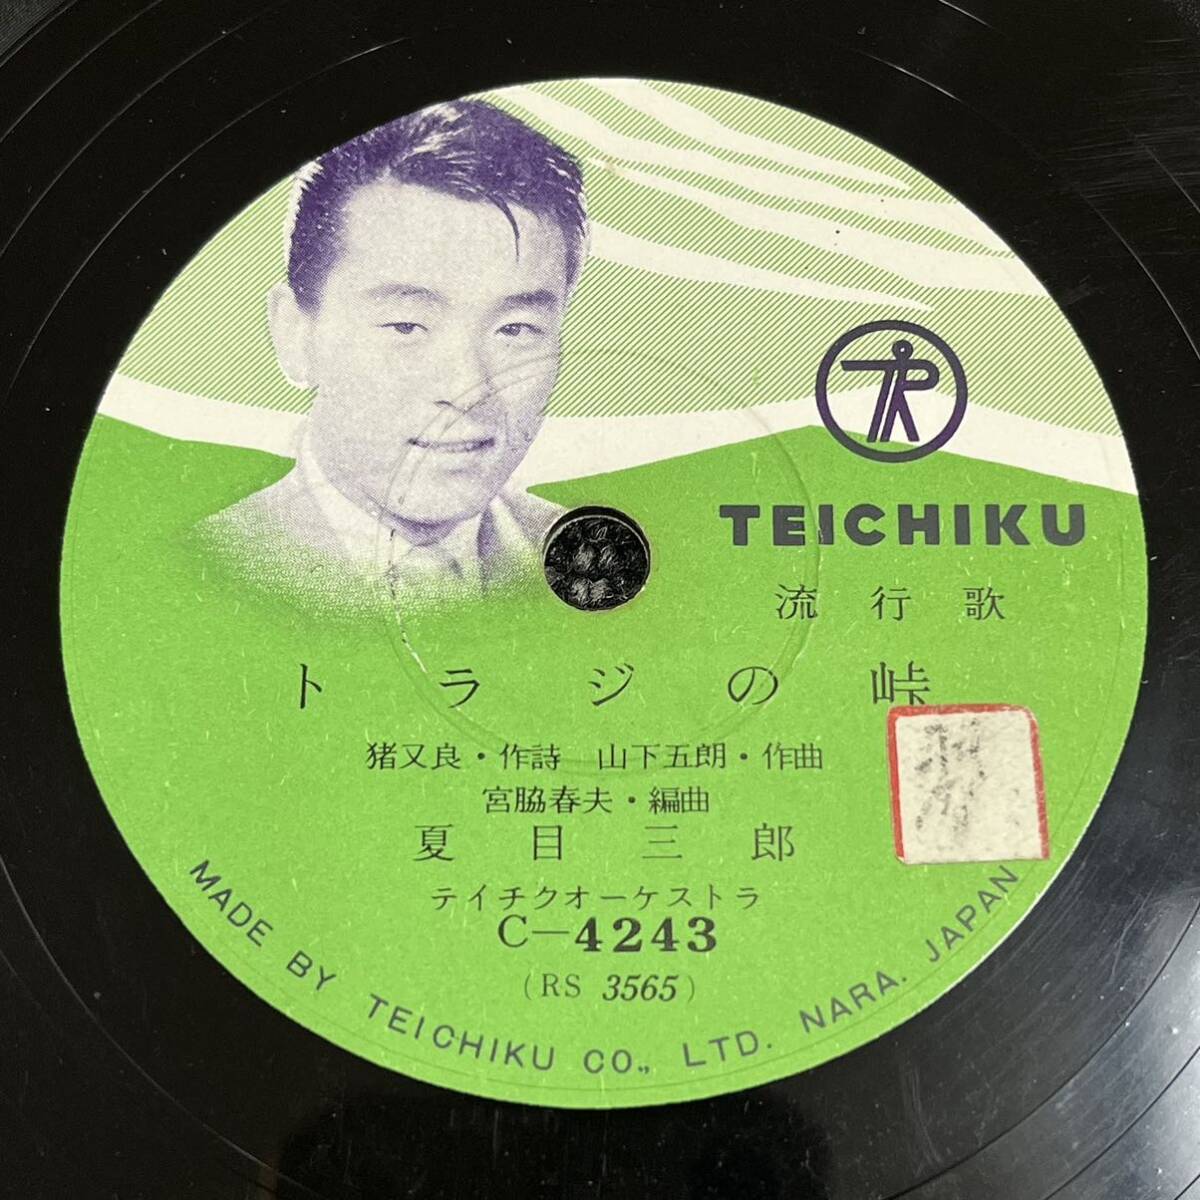 TEICHIKU
流行歌
トラジの峠
猪又良・作詩 山下五朗・作曲
宮脇春夫・編曲
夏目三郎
テイチクオーケストラ
C-4243
(RS 3565)
MADE BY TEICHIKU CO., LTD. NARA. JAPAN